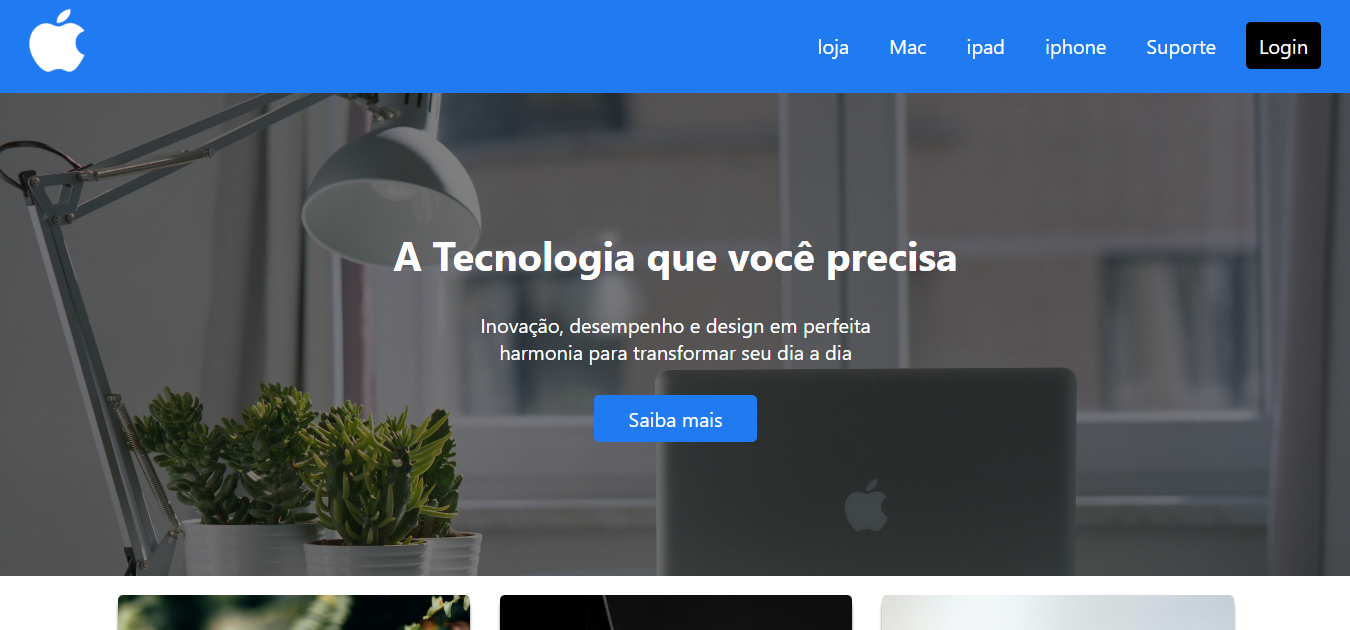 loja Mac ipad iphone Suporte Login
A Tecnologia que você precisa
Inovação, desempenho e design em perfeita
harmonia para transformar seu dia a dia
Saiba mais